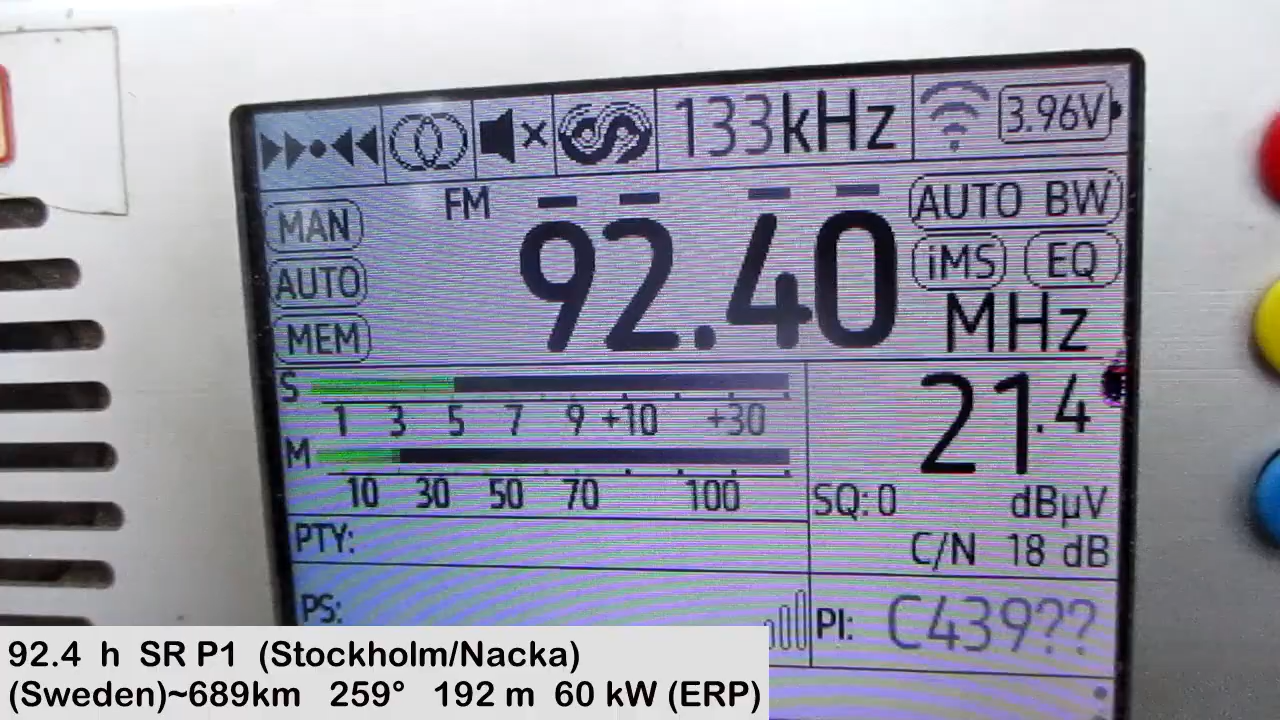 133kHz 3.96V
FM
MAN AUTO BW
92.40
AUTO iMS EQ
MEM MHz
S
1 3 5 7 9 +10 +30
21.4
M
10 30 50 70 100
SQ: 0 dBµV
PTY:
C/N 18 dB
PS:
PI: C439??
92.4 h SR P1 (Stockholm/Nacka)
(Sweden)~689km 259° 192 m 60 kW (ERP)